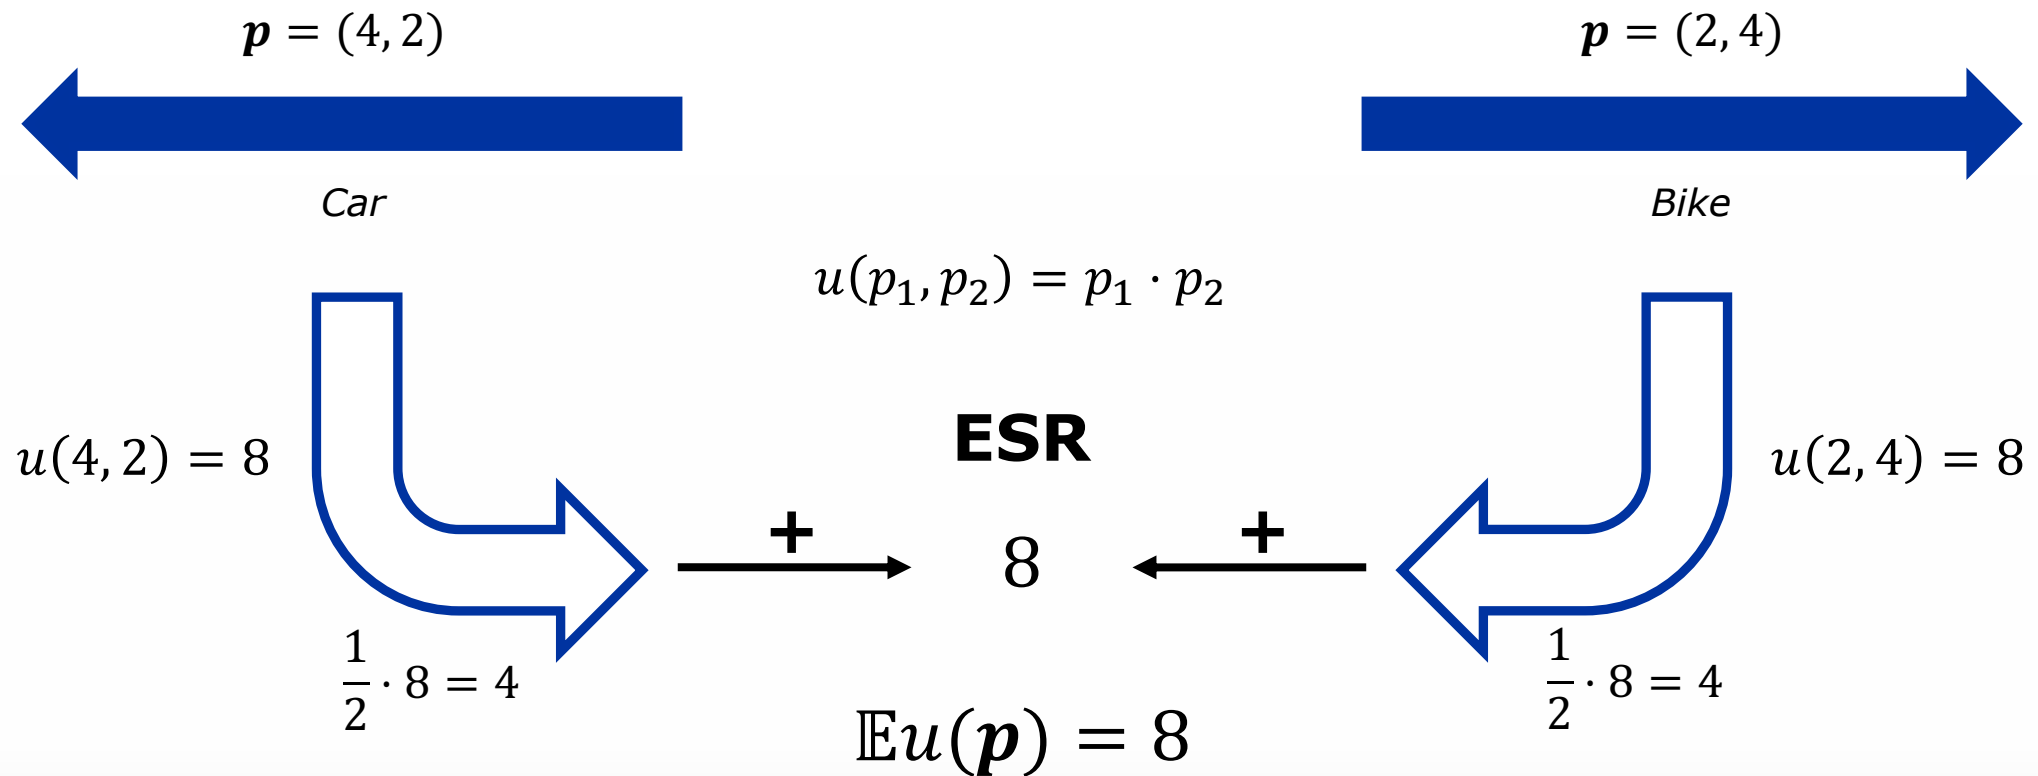 𝒑 = (4, 2)
𝒑 = (2, 4)
Car
Bike
u(p₁, p₂) = p₁ · p₂
ESR
u(4, 2) = 8
u(2, 4) = 8
+
+
8
1/2 · 8 = 4
1/2 · 8 = 4
𝔼u(𝒑) = 8